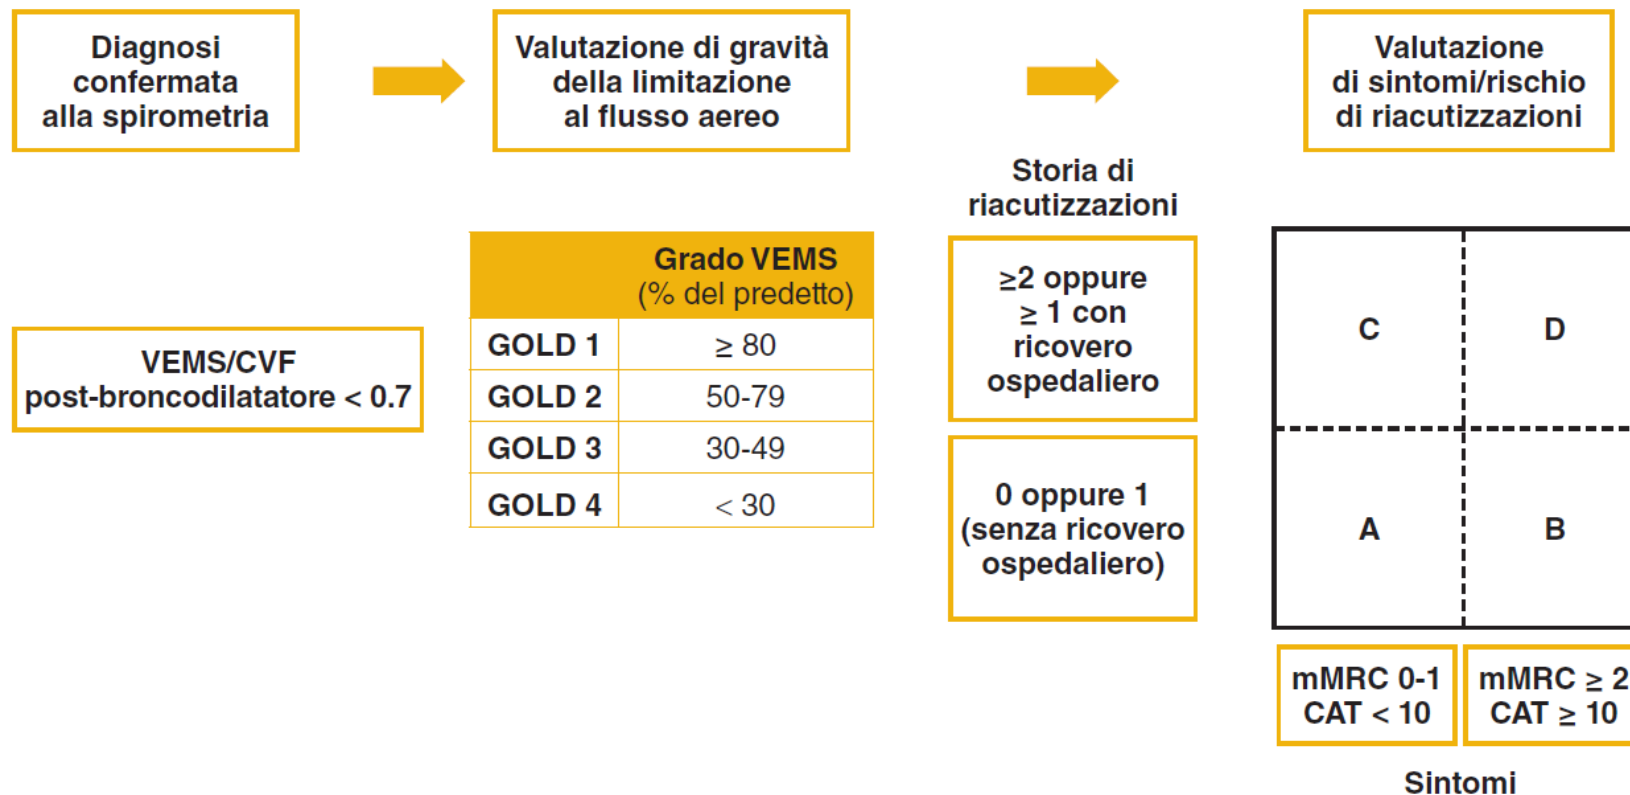 Diagnosi
confermata
alla spirometria
Valutazione di gravità
della limitazione
al flusso aereo
Valutazione
di sintomi/rischio
di riacutizzazioni
VEMS/CVF
post-broncodilatatore < 0.7
Grado VEMS
(% del predetto)
GOLD 1 ≥ 80
GOLD 2 50-79
GOLD 3 30-49
GOLD 4 < 30
Storia di
riacutizzazioni
≥2 oppure
≥ 1 con
ricovero
ospedaliero
0 oppure 1
(senza ricovero
ospedaliero)
C D
A B
mMRC 0-1
CAT < 10
mMRC ≥ 2
CAT ≥ 10
Sintomi